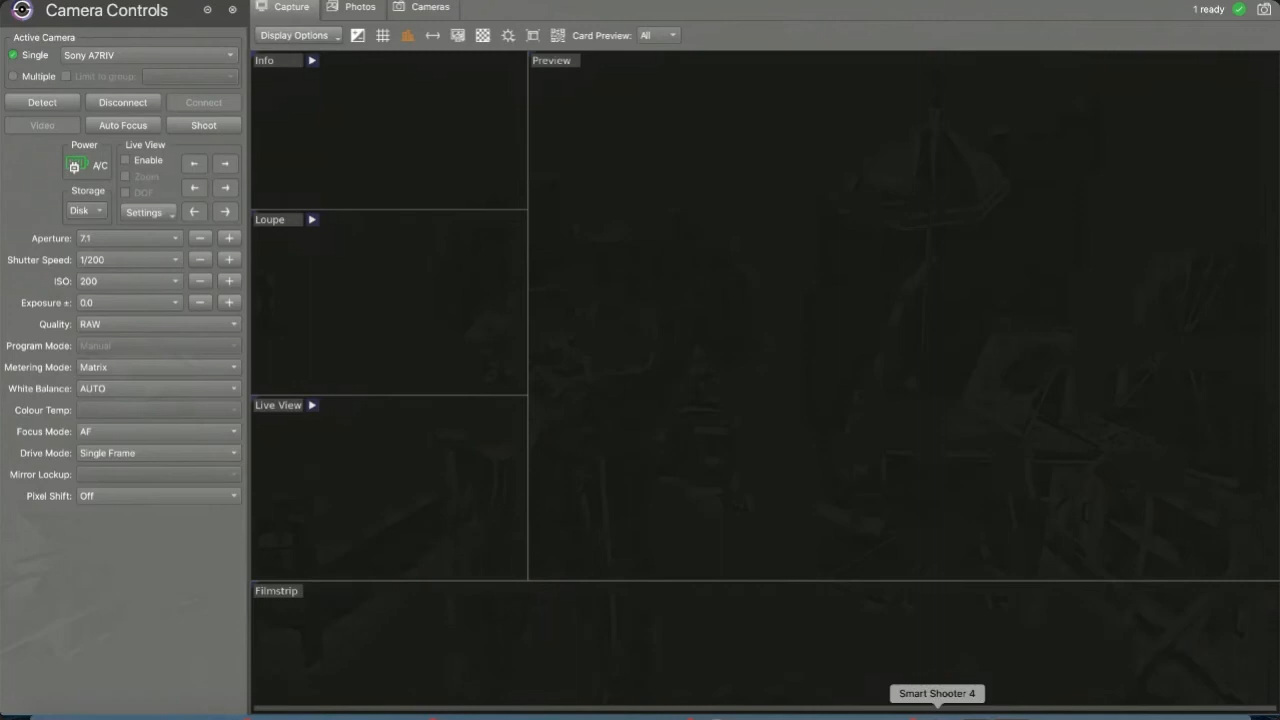 Camera Controls
Active Camera
Single
Sony A7RIV
Multiple
Limit to group:
Detect
Disconnect
Connect
Video
Auto Focus
Shoot
Power
A/C
Storage
Disk
Live View
Enable
Zoom
DOF
Settings
Aperture: 7.1
Shutter Speed: 1/200
ISO: 200
Exposure ±: 0.0
Quality: RAW
Program Mode: Manual
Metering Mode: Matrix
White Balance: AUTO
Colour Temp:
Focus Mode: AF
Drive Mode: Single Frame
Mirror Lockup:
Pixel Shift: Off
Capture
Photos
Cameras
1 ready
Display Options
Card Preview: All
Info
Preview
Loupe
Live View
Filmstrip
Smart Shooter 4